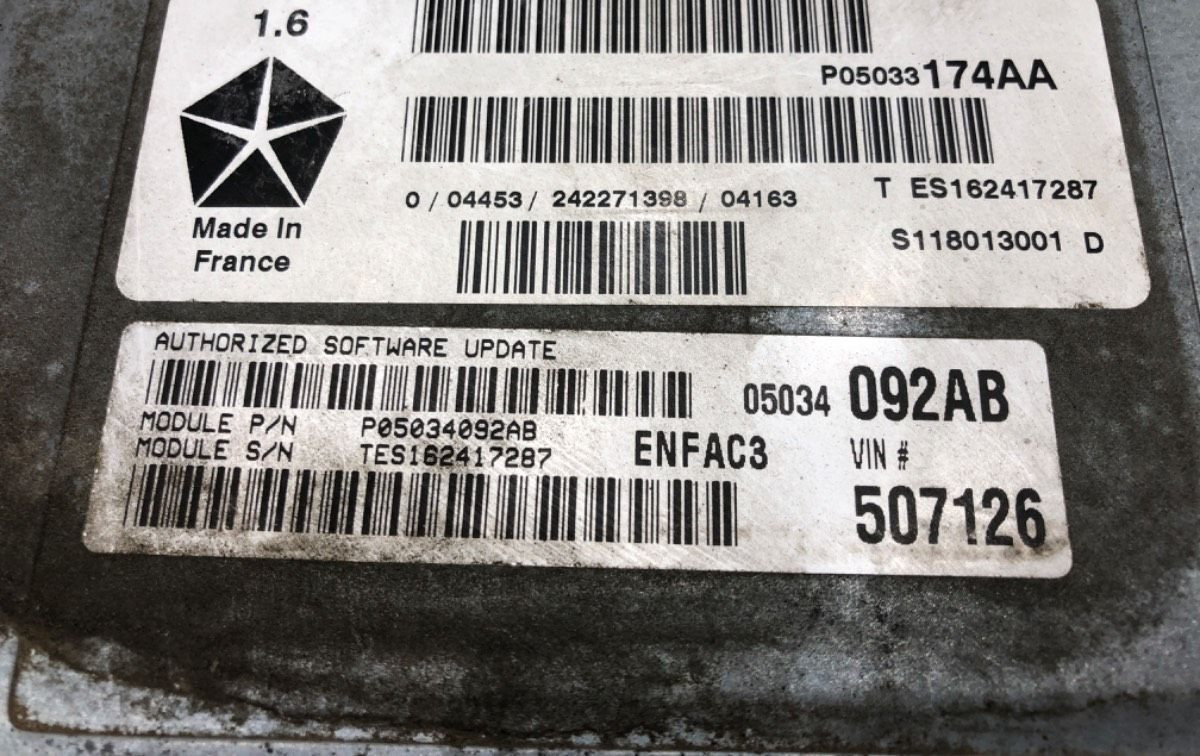 1.6
P05033174AA
0 / 04453 / 242271398 / 04163
T ES162417287
Made In
France
S118013001 D
AUTHORIZED SOFTWARE UPDATE
05034 092AB
MODULE P/N P05034092AB
MODULE S/N TES162417287
ENFAC3
VIN #
507126